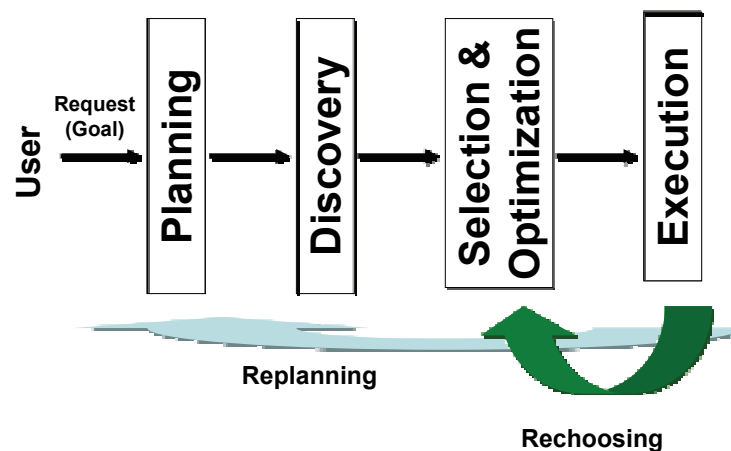 User
Request
(Goal)
Planning
Discovery
Selection &
Optimization
Execution
Replanning
Rechoosing